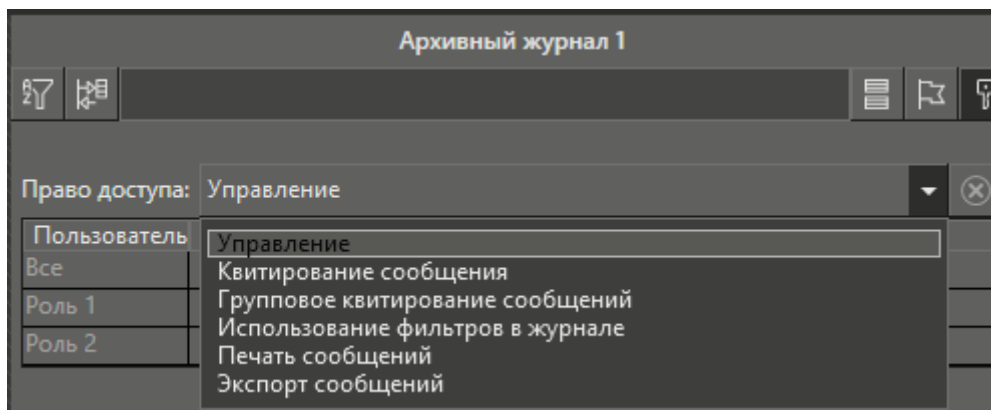 Архивный журнал 1
Право доступа: Управление
Пользователь
Управление
Все
Квитирование сообщения
Роль 1
Групповое квитирование сообщений
Использование фильтров в журнале
Роль 2
Печать сообщений
Экспорт сообщений